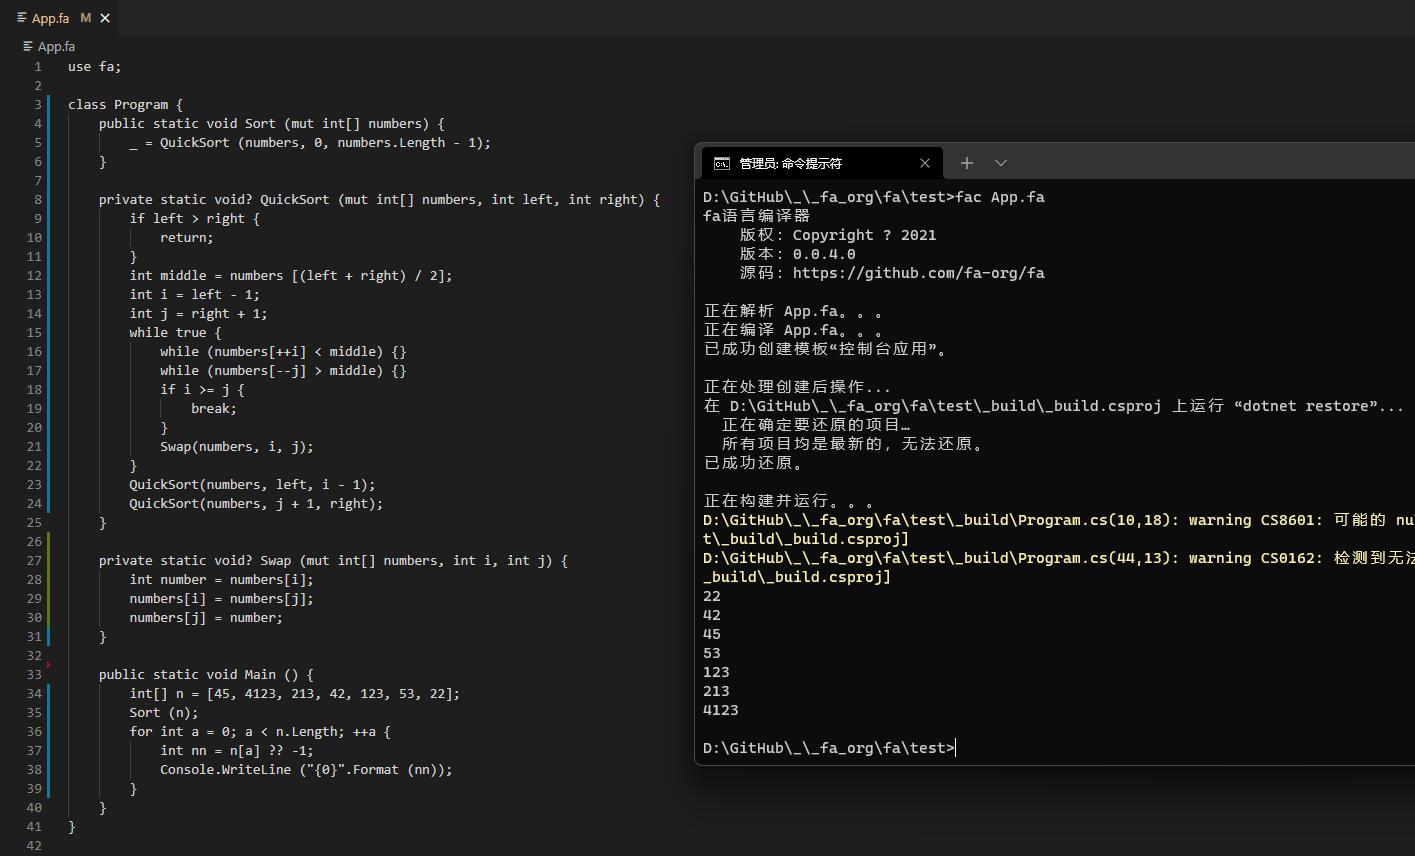 App.fa M
App.fa
1 use fa;
2
3 class Program {
4 public static void Sort (mut int[] numbers) {
5 _ = QuickSort (numbers, 0, numbers.Length - 1);
6 }
7
8 private static void? QuickSort (mut int[] numbers, int left, int right) {
9 if left > right {
10 return;
11 }
12 int middle = numbers [(left + right) / 2];
13 int i = left - 1;
14 int j = right + 1;
15 while true {
16 while (numbers[++i] < middle) {}
17 while (numbers[--j] > middle) {}
18 if i >= j {
19 break;
20 }
21 Swap(numbers, i, j);
22 }
23 QuickSort(numbers, left, i - 1);
24 QuickSort(numbers, j + 1, right);
25 }
26
27 private static void? Swap (mut int[] numbers, int i, int j) {
28 int number = numbers[i];
29 numbers[i] = numbers[j];
30 numbers[j] = number;
31 }
32
33 public static void Main () {
34 int[] n = [45, 4123, 213, 42, 123, 53, 22];
35 Sort (n);
36 for int a = 0; a < n.Length; ++a {
37 int nn = n[a] ?? -1;
38 Console.WriteLine ("{0}".Format (nn));
39 }
40 }
41 }
42
管理员: 命令提示符
D:\GitHub\_\_fa_org\fa\test>fac App.fa
fa语言编译器
版权: Copyright ? 2021
版本: 0.0.4.0
源码: https://github.com/fa-org/fa
正在解析 App.fa。。。
正在编译 App.fa。。。
已成功创建模板“控制台应用”。
正在处理创建后操作...
在 D:\GitHub\_\_fa_org\fa\test\_build\_build.csproj 上运行 “dotnet restore”...
正在确定要还原的项目…
所有项目均是最新的，无法还原。
已成功还原。
正在构建并运行。。。
D:\GitHub\_\_fa_org\fa\test\_build\Program.cs(10,18): warning CS8601: 可能的 nu
t\_build\_build.csproj]
D:\GitHub\_\_fa_org\fa\test\_build\Program.cs(44,13): warning CS0162: 检测到无法
_build\_build.csproj]
22
42
45
53
123
213
4123
D:\GitHub\_\_fa_org\fa\test>